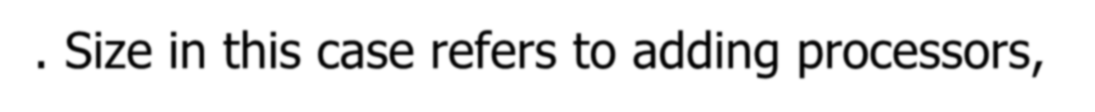 . Size in this case refers to adding processors,